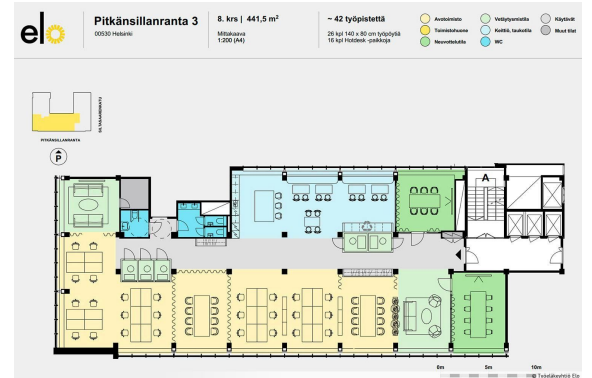 elo
Pitkänsillanranta 3
00530 Helsinki
8. krs | 441,5 m²
Mittakaava
1:200 (A4)
~ 42 työpistettä
26 kpl 140 x 80 cm työpöytiä
16 kpl Hotdesk -paikkoja
Avotoimisto
Toimistohuone
Neuvottelutila
Vetäytymistila
Keittiö, taukotila
WC
Käytävät
Muut tilat
SILTASAARENKATU
PITKÄNSILLANRANTA
P
A
0m 5m 10m
Työeläkeyhtiö Elo